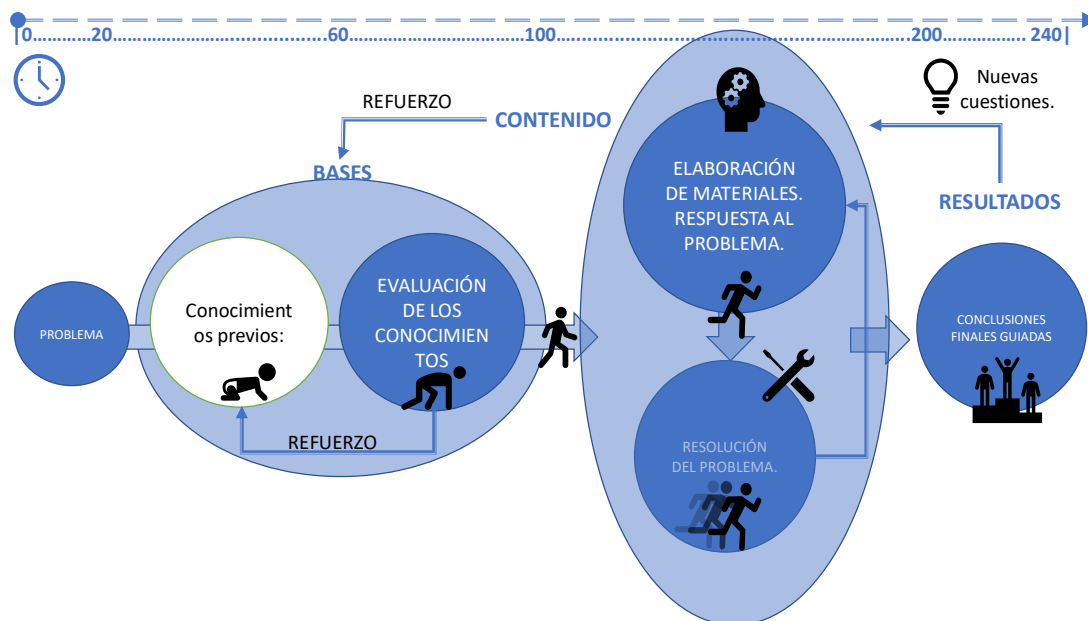 |0.........20...................................60...............................100.......................................................200............. 240|
Nuevas
cuestiones.
REFUERZO
CONTENIDO
BASES
RESULTADOS
PROBLEMA
Conocimient
os previos:
EVALUACIÓN
DE LOS
CONOCIMIEN
TOS
REFUERZO
ELABORACIÓN
DE MATERIALES.
RESPUESTA AL
PROBLEMA.
RESOLUCIÓN
DEL PROBLEMA.
CONCLUSIONES
FINALES GUIADAS